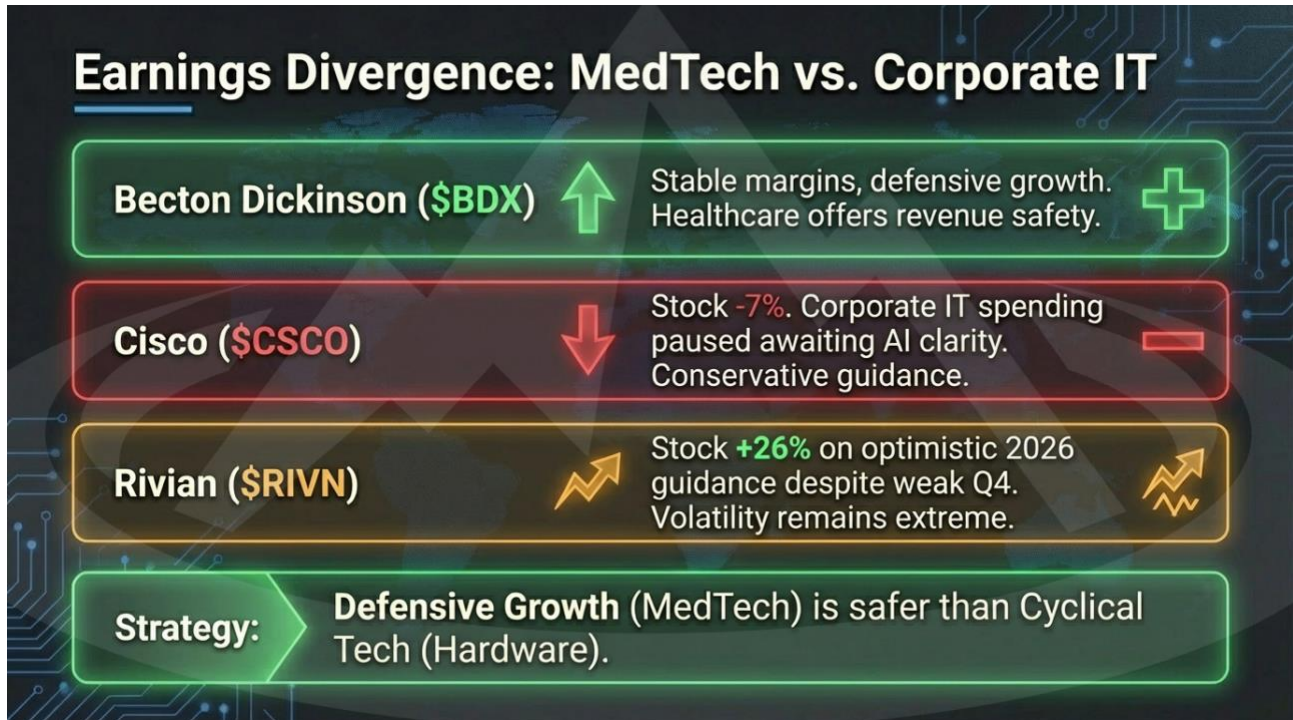 Earnings Divergence: MedTech vs. Corporate IT
Becton Dickinson ($BDX)
Stable margins, defensive growth.
Healthcare offers revenue safety.
Cisco ($CSCO)
Stock -7%. Corporate IT spending
paused awaiting AI clarity.
Conservative guidance.
Rivian ($RIVN)
Stock +26% on optimistic 2026
guidance despite weak Q4.
Volatility remains extreme.
Strategy:
Defensive Growth (MedTech) is safer than Cyclical
Tech (Hardware).